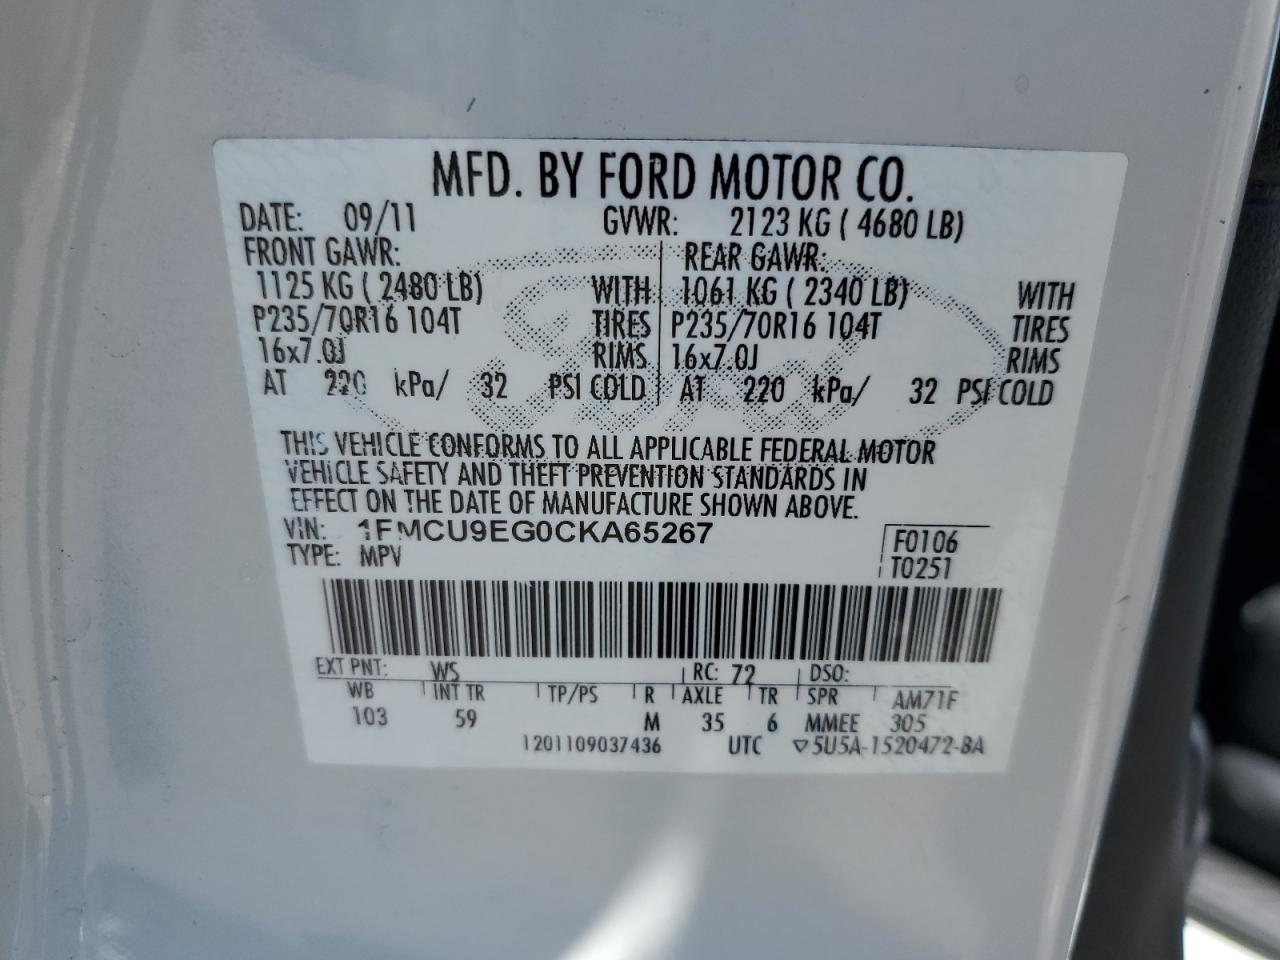 MFD. BY FORD MOTOR CO.
DATE: 09/11 GVWR: 2123 KG ( 4680 LB)
FRONT GAWR: REAR GAWR:
1125 KG ( 2480 LB) WITH 1061 KG ( 2340 LB) WITH
P235/70R16 104T TIRES P235/70R16 104T TIRES
16x7.0J RIMS 16x7.0J RIMS
AT 220 kPa/ 32 PSI COLD AT 220 kPa/ 32 PSI COLD
THIS VEHICLE CONFORMS TO ALL APPLICABLE FEDERAL MOTOR
VEHICLE SAFETY AND THEFT PREVENTION STANDARDS IN
EFFECT ON THE DATE OF MANUFACTURE SHOWN ABOVE.
VIN: 1FMCU9EG0CKA65267 F0106
TYPE: MPV T0251
EXT PNT: WS RC: 72 DSO:
WB INT TR TP/PS R AXLE TR SPR AM71F
103 59 M 35 6 MMEE 305
1201109037436 UTC ▽5U5A-1520472-BA
Ford